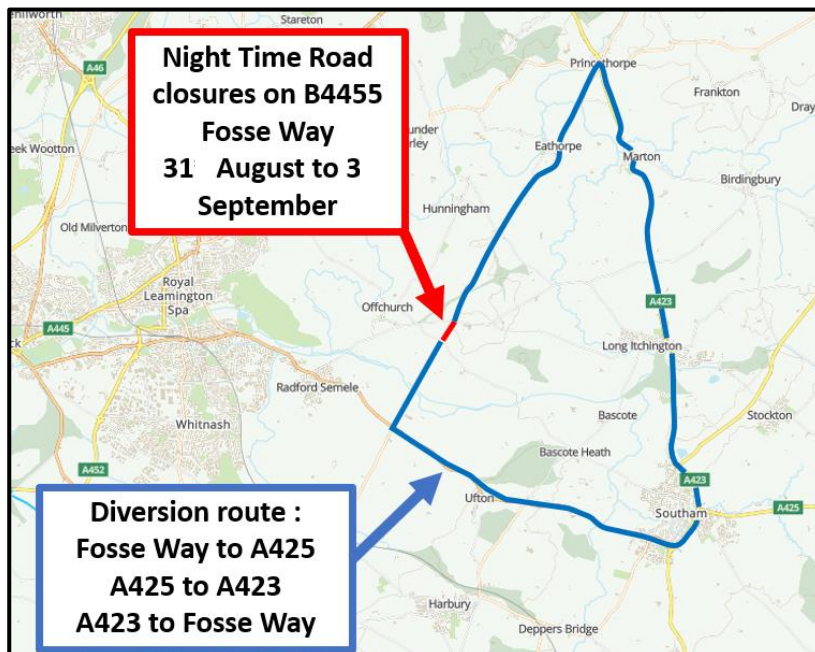 Stareton
A46
Night Time Road
closures on B4455
Fosse Way
31 August to 3
September
Princethorpe
Frankton
Eathorpe
Marton
Birdingbury
Hunningham
Old Milverton
Royal
Leamington
Spa
Offchurch
A423
A445
Long Itchington
Radford Semele
Bascote
Stockton
Whitnash
Bascote Heath
A452
A423
Ufton
Southam
A425
Diversion route :
Fosse Way to A425
A425 to A423
A423 to Fosse Way
Harbury
Deppers Bridge